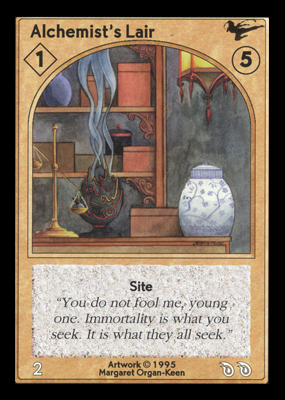 Alchemist's Lair
1
5
Site
"You do not fool me, young
one. Immortality is what you
seek. It is what they all seek."
2
Artwork © 1995
Margaret Organ-Kean